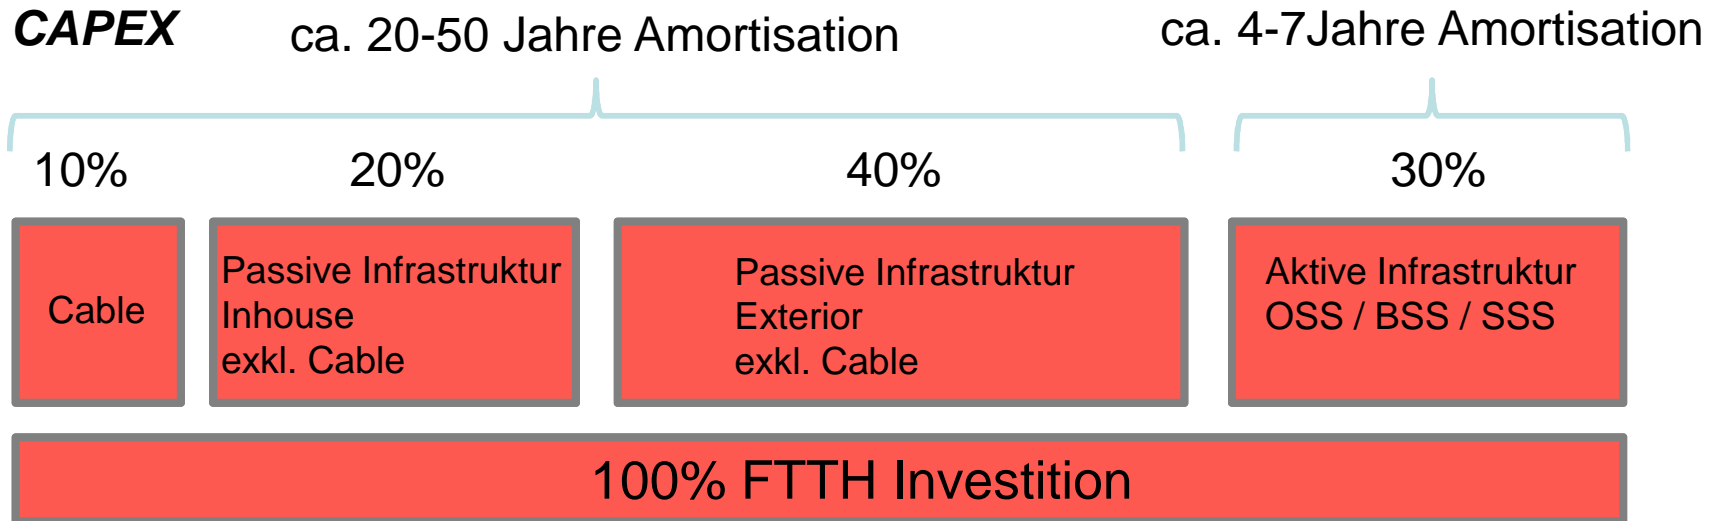 CAPEX
ca. 20-50 Jahre Amortisation
ca. 4-7Jahre Amortisation
10%
20%
40%
30%
Cable
Passive Infrastruktur
Inhouse
exkl. Cable
Passive Infrastruktur
Exterior
exkl. Cable
Aktive Infrastruktur
OSS / BSS / SSS
100% FTTH Investition